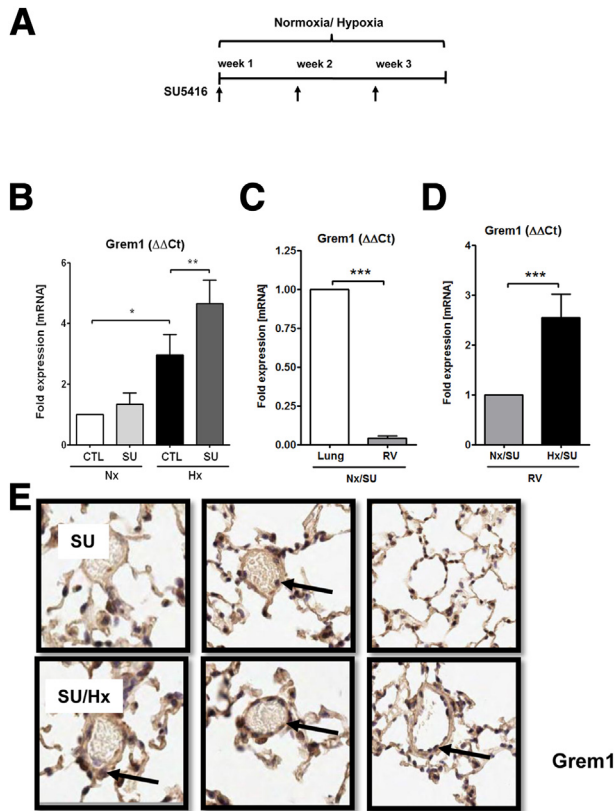 A
Normoxia/ Hypoxia
week 1 week 2 week 3
SU5416
B
Grem1 (ΔΔCt)
Fold expression [mRNA]
6
4
2
0
*
**
CTL SU CTL SU
Nx Hx
C
Grem1 (ΔΔCt)
Fold expression [mRNA]
1.25
1.00
0.75
0.50
0.25
0.00
***
Lung RV
Nx/SU
D
Grem1 (ΔΔCt)
Fold expression [mRNA]
4
3
2
1
0
***
Nx/SU Hx/SU
RV
E
SU
SU/Hx
Grem1